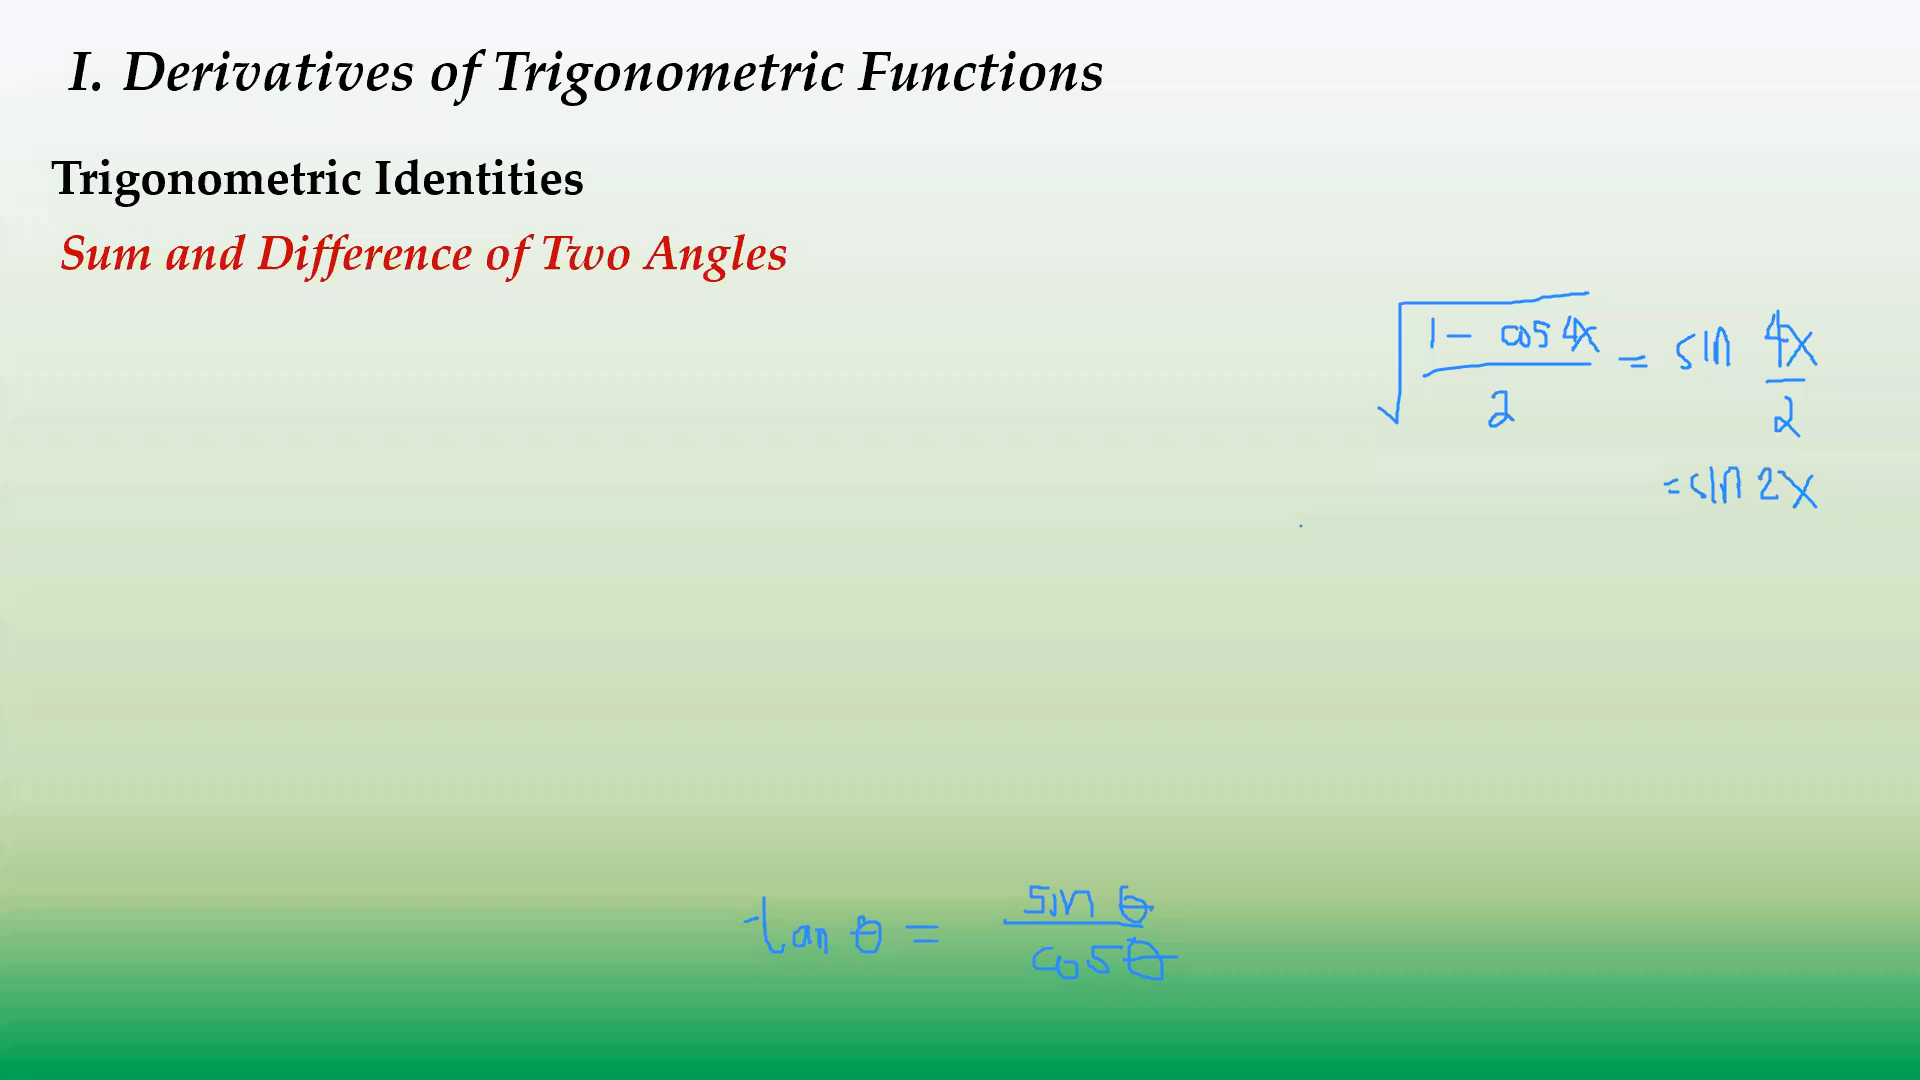 I. Derivatives of Trigonometric Functions
Trigonometric Identities
Sum and Difference of Two Angles
√((1 - cos 4x)/2) = sin 4x/2
= sin 2x
tan θ = sin θ/cos θ